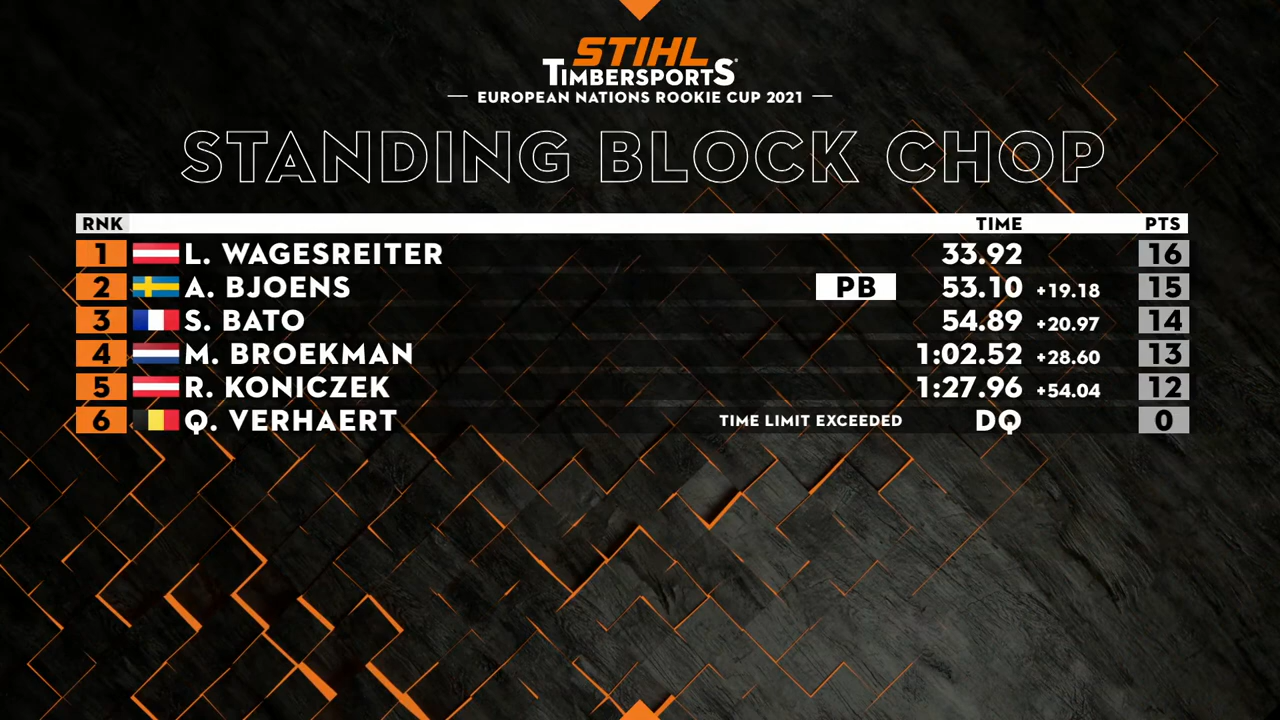 STIHL
TIMBERSPORTS®
EUROPEAN NATIONS ROOKIE CUP 2021
STANDING BLOCK CHOP
RNK TIME PTS
1 L. WAGESREITER 33.92 16
2 A. BJOENS PB 53.10 +19.18 15
3 S. BATO 54.89 +20.97 14
4 M. BROEKMAN 1:02.52 +28.60 13
5 R. KONICZEK 1:27.96 +54.04 12
6 Q. VERHAERT TIME LIMIT EXCEEDED DQ 0